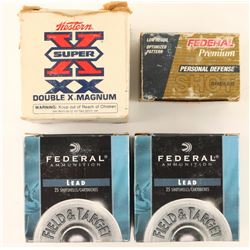 Western
SUPER
X
XX
DOUBLE X MAGNUM
WARNING: Keep out of Reach of Children!
LOW RECOIL
OPTIMIZED
PATTERN
FEDERAL
Premium
PERSONAL DEFENSE
FEDERAL
AMMUNITION
LEAD
25 SHOTSHELLS/CARTOUCHES
FIELD & TARGET
FEDERAL
AMMUNITION
LEAD
25 SHOTSHELLS/CARTOUCHES
FIELD & TARGET